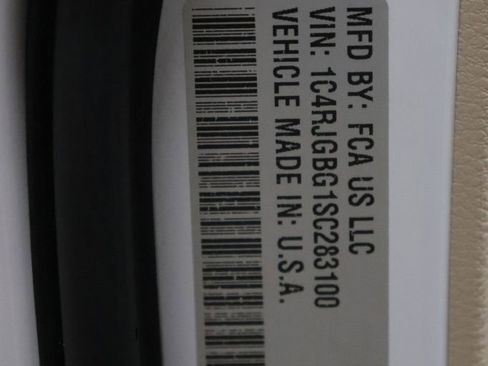 MFD BY: FCA US LLC
VIN: 1C4RJGBG1SC283100
VEHICLE MADE IN: U.S.A.